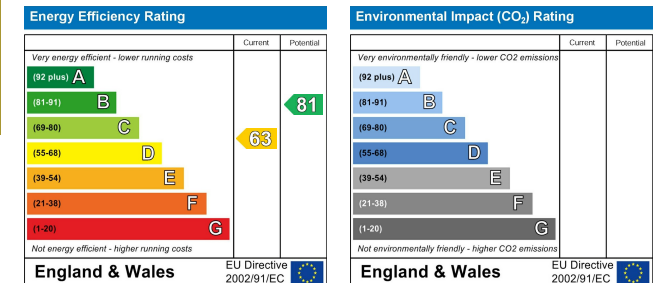 Energy Efficiency Rating
Current Potential
Very energy efficient - lower running costs
(92 plus) A
(81-91) B
(69-80) C
(55-68) D
(39-54) E
(21-38) F
(1-20) G
63
81
Not energy efficient - higher running costs
England & Wales
EU Directive
2002/91/EC
Environmental Impact (CO₂) Rating
Current Potential
Very environmentally friendly - lower CO2 emissions
(92 plus) A
(81-91) B
(69-80) C
(55-68) D
(39-54) E
(21-38) F
(1-20) G
Not environmentally friendly - higher CO2 emissions
England & Wales
EU Directive
2002/91/EC